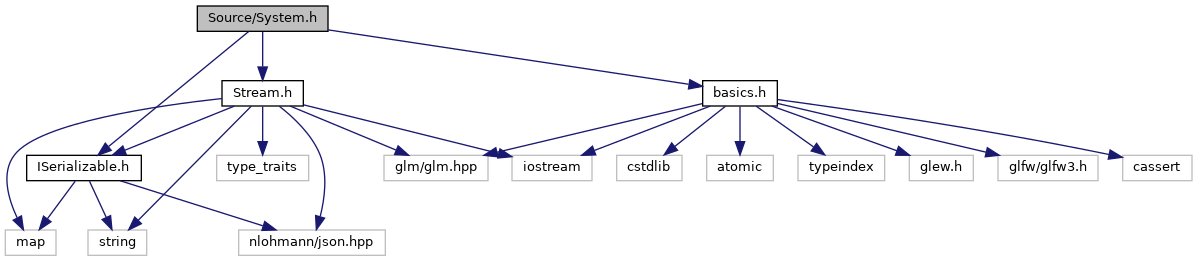 Source/System.h
Stream.h
basics.h
ISerializable.h
type_traits
glm/glm.hpp
iostream
cstdlib
atomic
typeindex
glew.h
glfw/glfw3.h
cassert
map
string
nlohmann/json.hpp